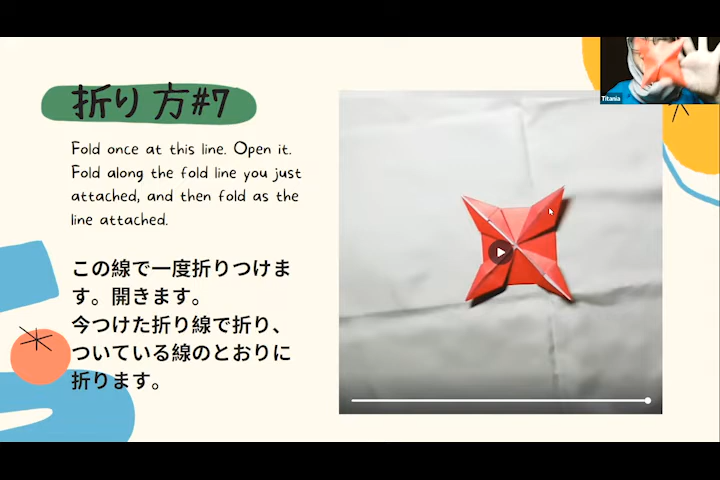 折り方#7
Fold once at this line. Open it.
Fold along the fold line you just
attached, and then fold as the
line attached.
この線で一度折りつけま
す。開きます。
今つけた折り線で折り、
ついている線のとおりに
折ります。
Titania